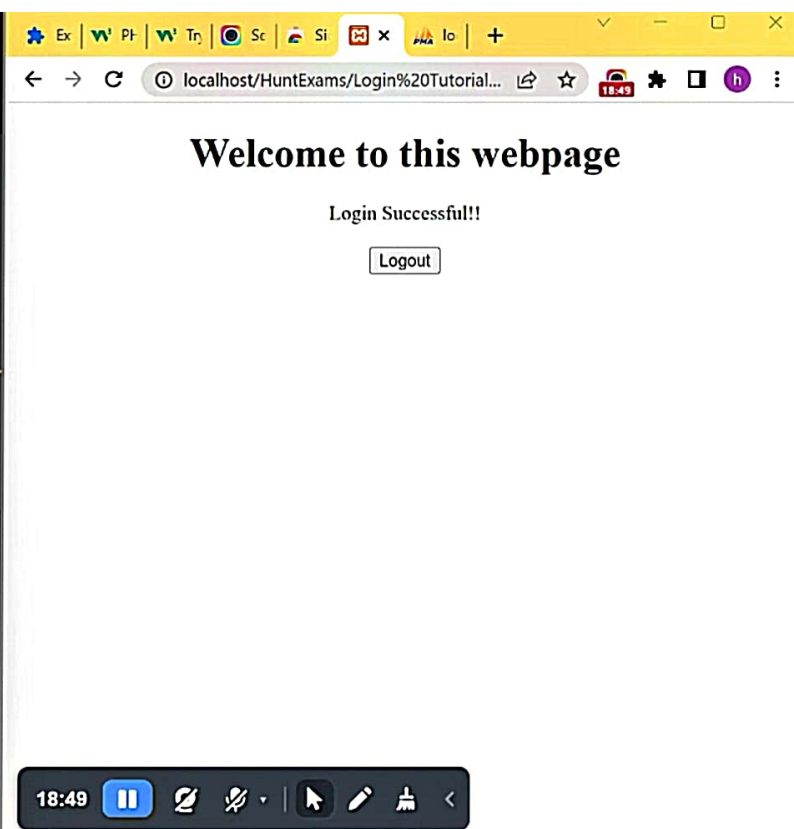 Ex PH Try Sc Si lo
localhost/HuntExams/Login%20Tutorial...
18:49
h
Welcome to this webpage
Login Successful!!
Logout
18:49